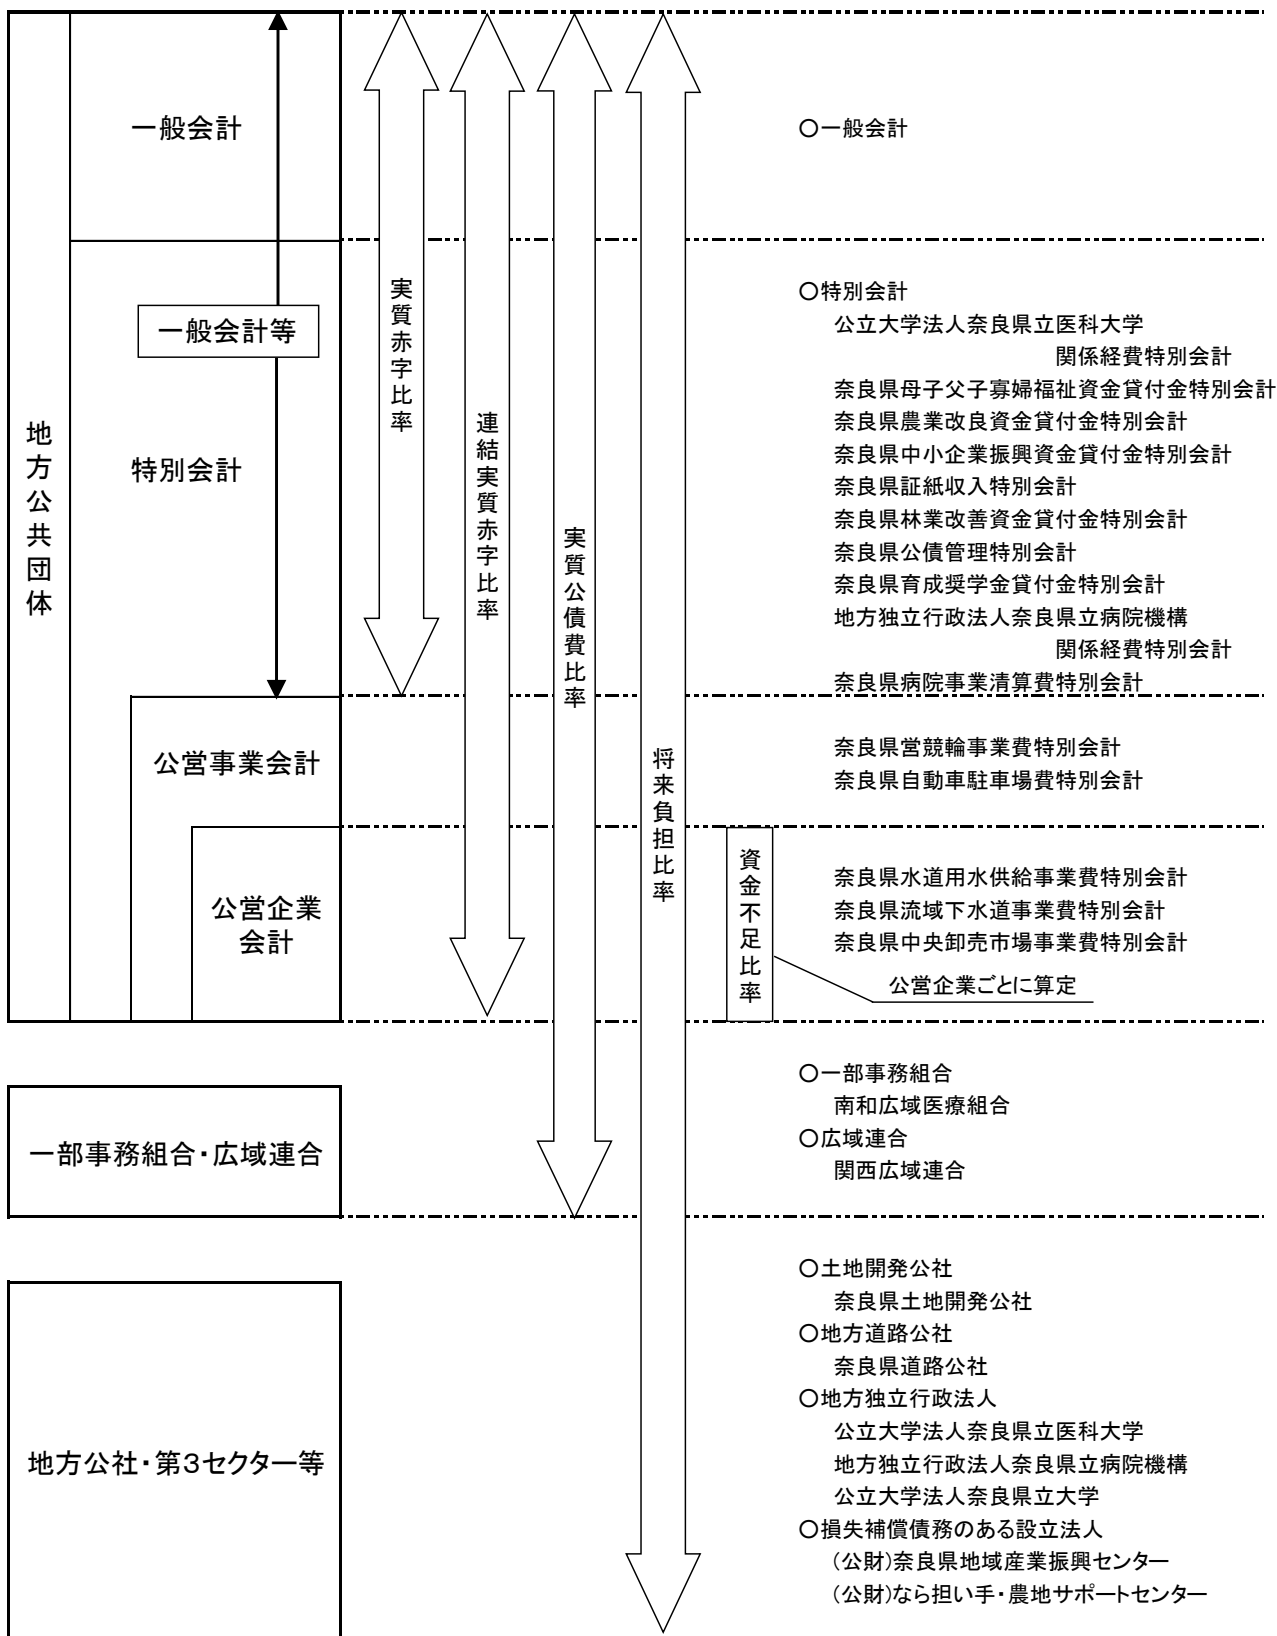 地方公共団体
一般会計
一般会計等
特別会計
公営事業会計
公営企業
会計
一部事務組合・広域連合
地方公社・第3セクター等
実質赤字比率
連結実質赤字比率
実質公債費比率
将来負担比率
資金不足比率
公営企業ごとに算定
○一般会計
○特別会計
公立大学法人奈良県立医科大学
関係経費特別会計
奈良県母子父子寡婦福祉資金貸付金特別会計
奈良県農業改良資金貸付金特別会計
奈良県中小企業振興資金貸付金特別会計
奈良県証紙収入特別会計
奈良県林業改善資金貸付金特別会計
奈良県公債管理特別会計
奈良県育成奨学金貸付金特別会計
地方独立行政法人奈良県立病院機構
関係経費特別会計
奈良県病院事業清算費特別会計
奈良県営競輪事業費特別会計
奈良県自動車駐車場費特別会計
奈良県水道用水供給事業費特別会計
奈良県流域下水道事業費特別会計
奈良県中央卸売市場事業費特別会計
○一部事務組合
南和広域医療組合
○広域連合
関西広域連合
○土地開発公社
奈良県土地開発公社
○地方道路公社
奈良県道路公社
○地方独立行政法人
公立大学法人奈良県立医科大学
地方独立行政法人奈良県立病院機構
公立大学法人奈良県立大学
○損失補償債務のある設立法人
(公財)奈良県地域産業振興センター
(公財)なら担い手・農地サポートセンター